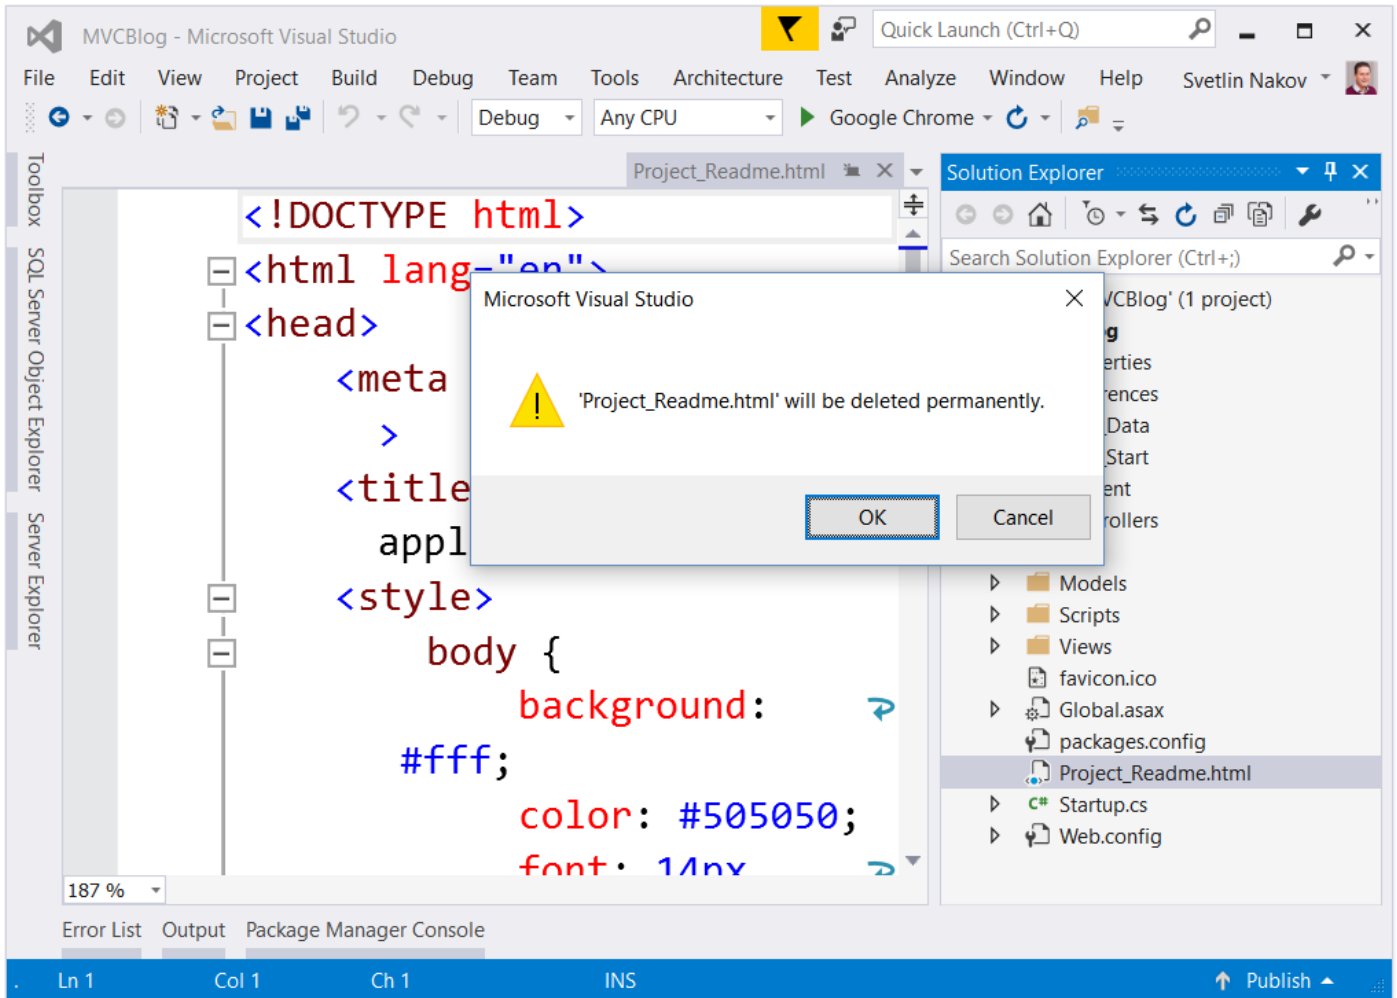 MVCBlog - Microsoft Visual Studio
Quick Launch (Ctrl+Q)
File Edit View Project Build Debug Team Tools Architecture Test Analyze Window Help Svetlin Nakov
Debug Any CPU Google Chrome
Toolbox
SQL Server Object Explorer
Server Explorer
Project_Readme.html
<!DOCTYPE html>
<html lang="en">
<head>
<meta
>
<title
appl
<style>
body {
background:
#fff;
color: #505050;
font: 14px
187 %
Microsoft Visual Studio
!
'Project_Readme.html' will be deleted permanently.
OK Cancel
Solution Explorer
Search Solution Explorer (Ctrl+;)
VCBlog' (1 project)
g
erties
rences
_Data
_Start
ent
rollers
Models
Scripts
Views
favicon.ico
Global.asax
packages.config
Project_Readme.html
C# Startup.cs
Web.config
Error List Output Package Manager Console
Ln 1 Col 1 Ch 1 INS Publish